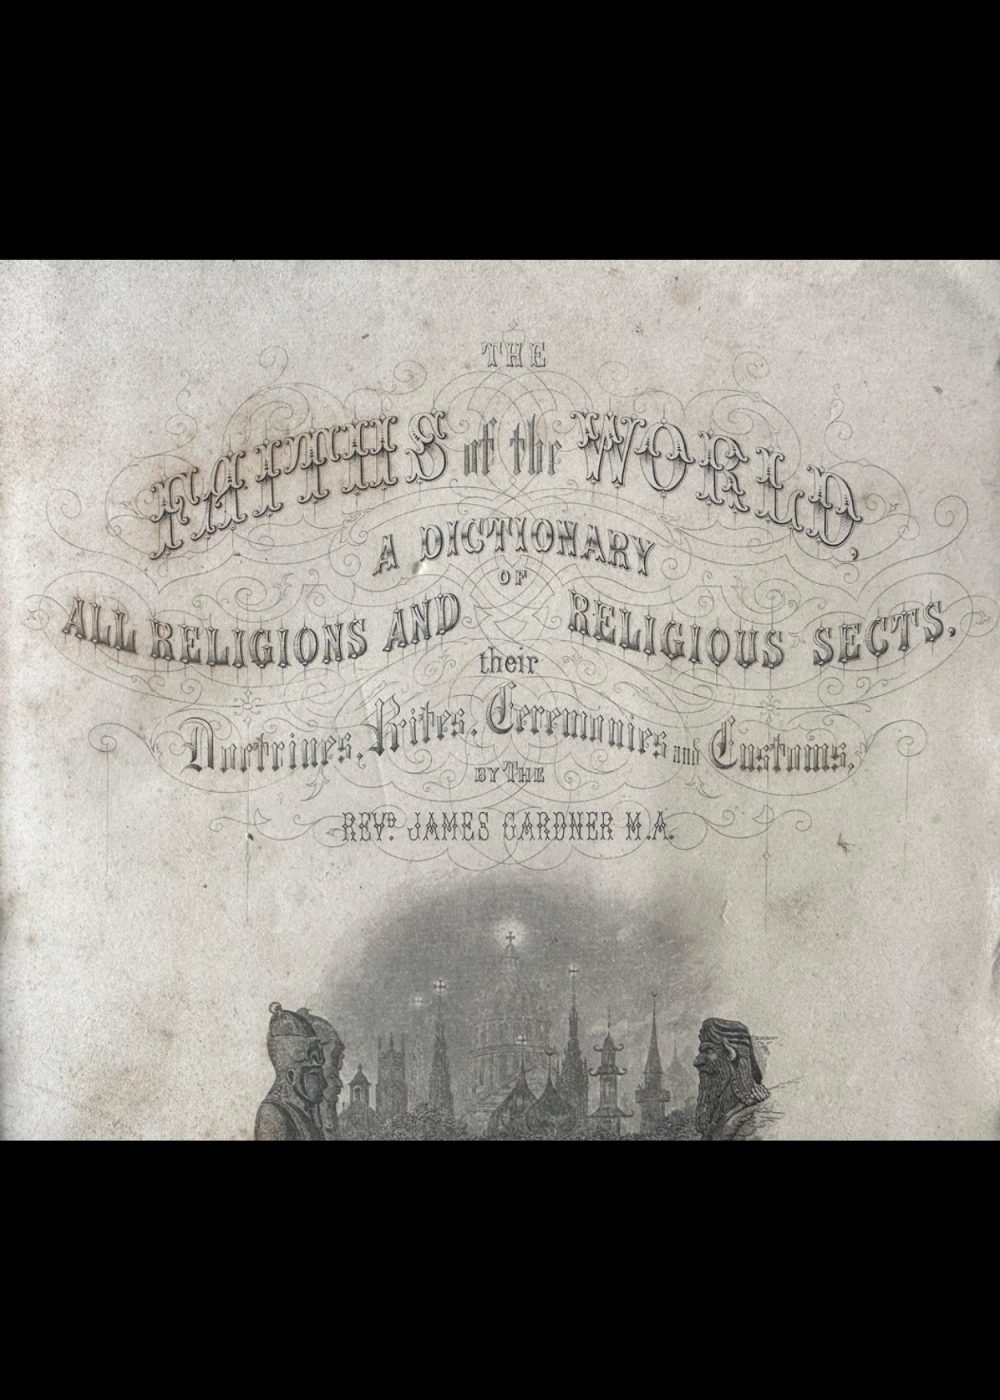 THE
FAITHS of the WORLD,
A DICTIONARY
OF
ALL RELIGIONS AND RELIGIOUS SECTS,
their
Doctrines, Rites, Ceremonies and Customs,
BY THE
REVD. JAMES GARDNER M.A.